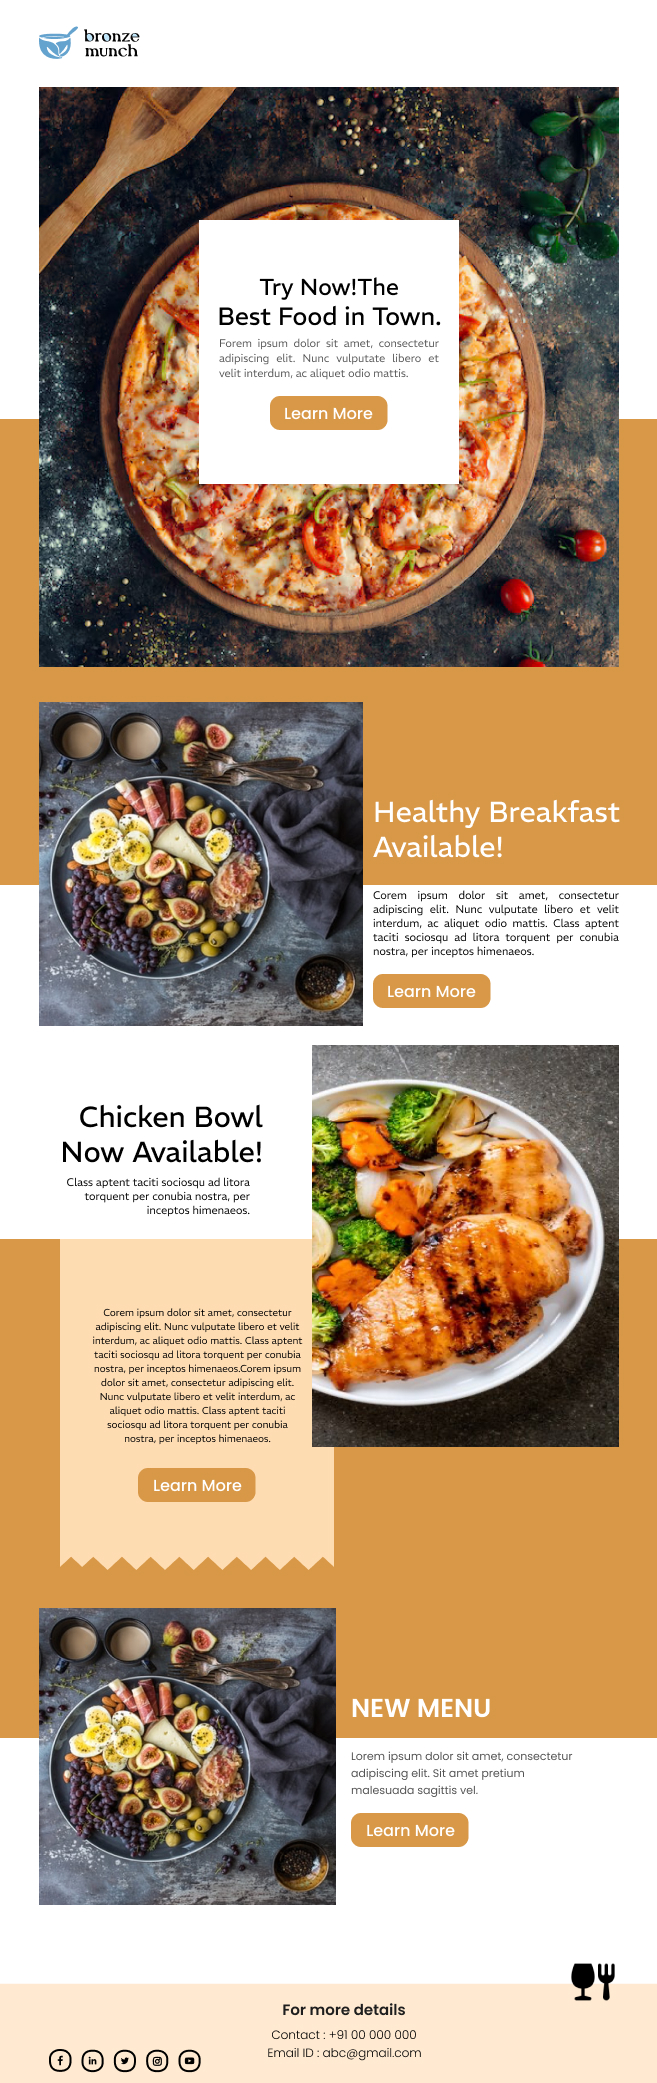 bronze
munch
Try Now!The
Best Food in Town.
Forem ipsum dolor sit amet, consectetur
adipiscing elit. Nunc vulputate libero et
velit interdum, ac aliquet odio mattis.
Learn More
Healthy Breakfast
Available!
Corem ipsum dolor sit amet, consectetur
adipiscing elit. Nunc vulputate libero et velit
interdum, ac aliquet odio mattis. Class aptent
taciti sociosqu ad litora torquent per conubia
nostra, per inceptos himenaeos.
Learn More
Chicken Bowl
Now Available!
Class aptent taciti sociosqu ad litora
torquent per conubia nostra, per
inceptos himenaeos.
Corem ipsum dolor sit amet, consectetur
adipiscing elit. Nunc vulputate libero et velit
interdum, ac aliquet odio mattis. Class aptent
taciti sociosqu ad litora torquent per conubia
nostra, per inceptos himenaeos.Corem ipsum
dolor sit amet, consectetur adipiscing elit.
Nunc vulputate libero et velit interdum, ac
aliquet odio mattis. Class aptent taciti
sociosqu ad litora torquent per conubia
nostra, per inceptos himenaeos.
Learn More
NEW MENU
Lorem ipsum dolor sit amet, consectetur
adipiscing elit. Sit amet pretium
malesuada sagittis vel.
Learn More
For more details
Contact : +91 00 000 000
Email ID : abc@gmail.com